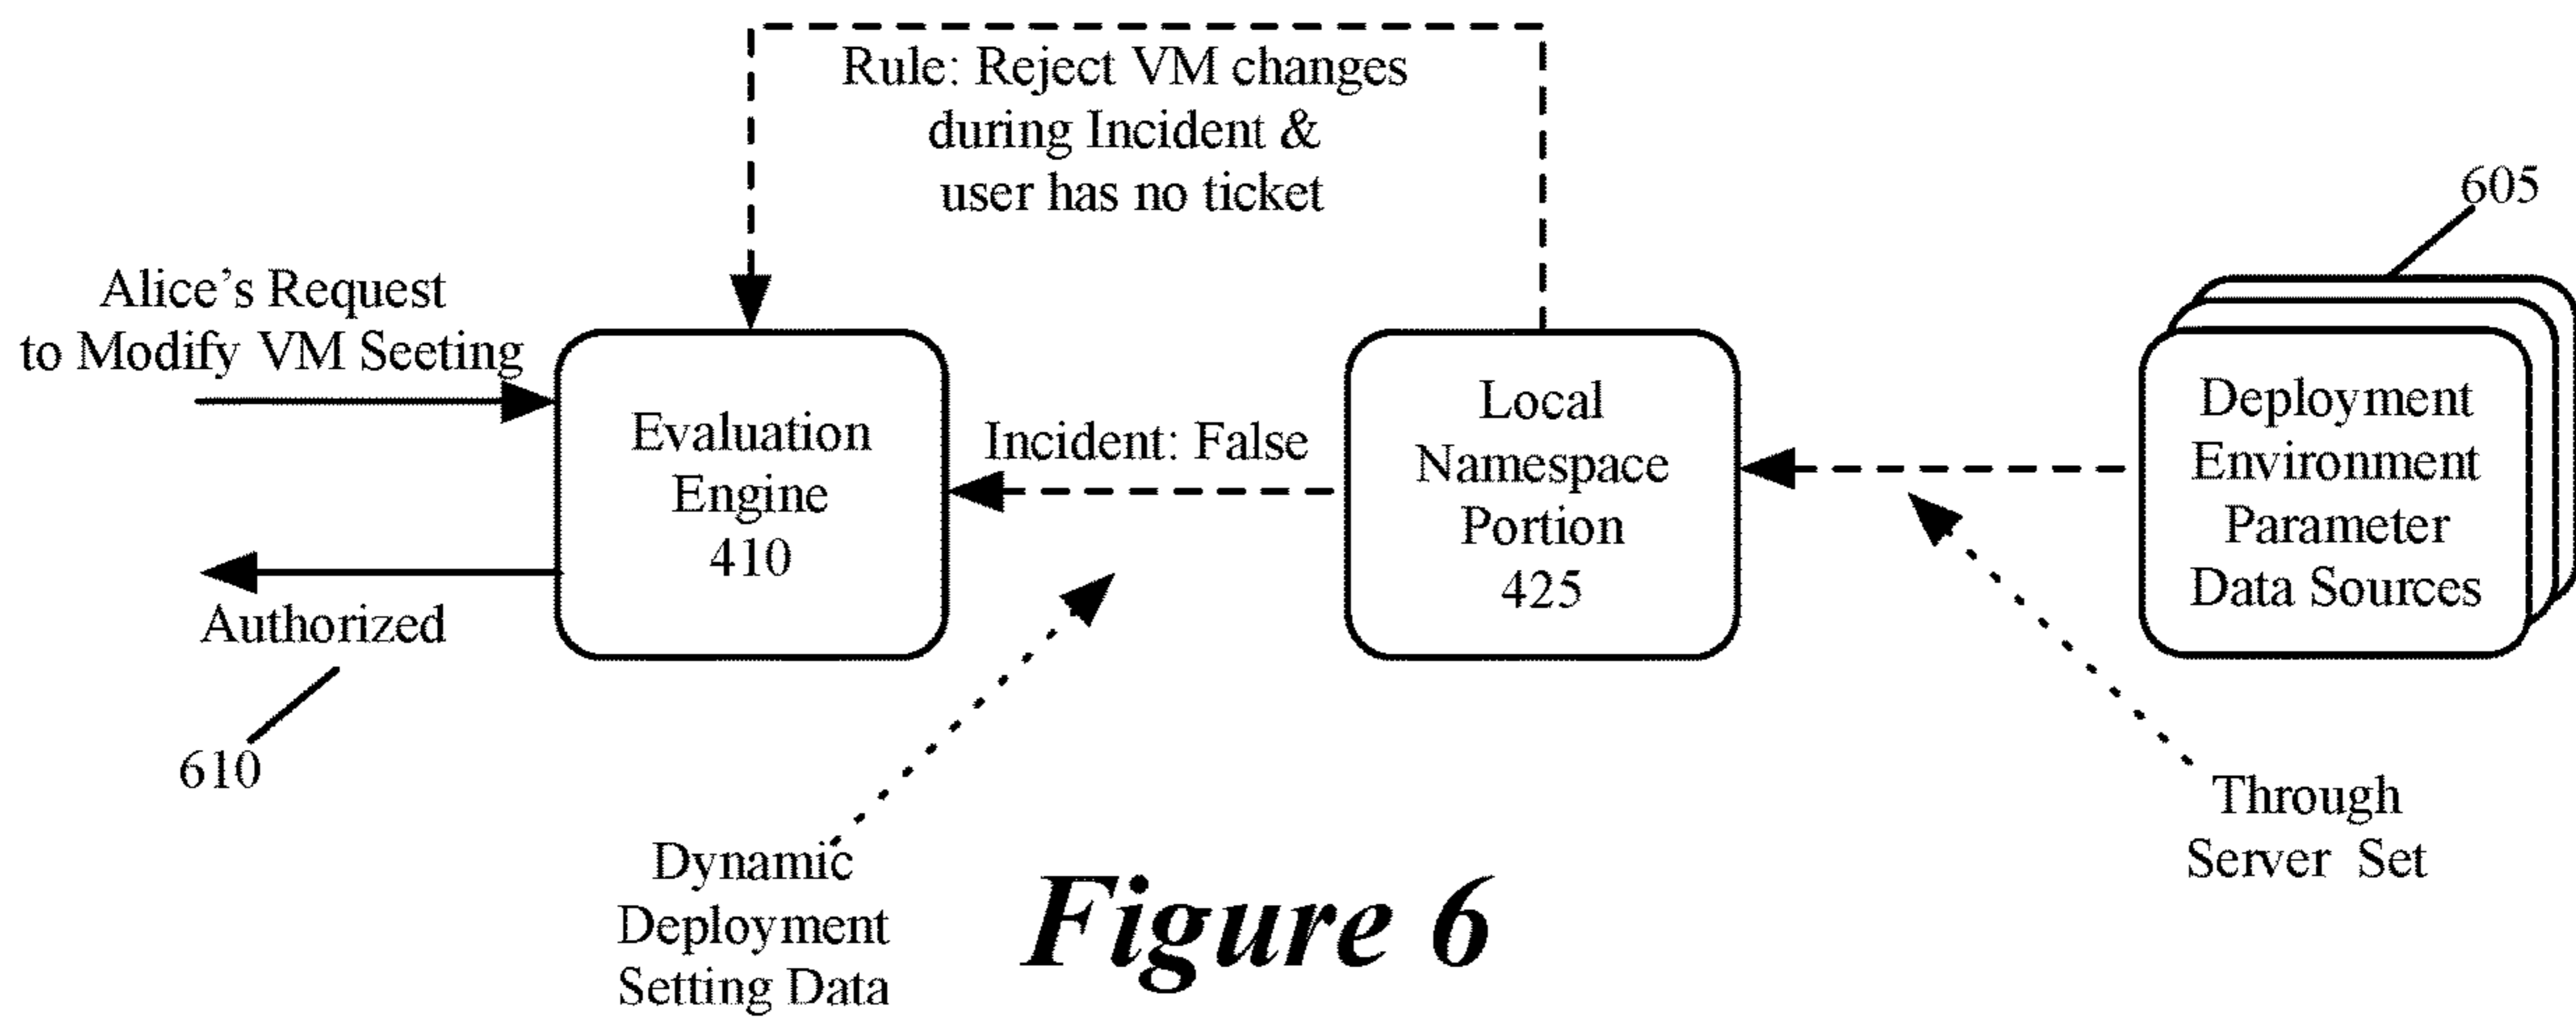 Rule: Reject VM changes
during Incident &
user has no ticket
605
Alice's Request
to Modify VM Seeting
Evaluation
Engine
410
Incident: False
Local
Namespace
Portion
425
Deployment
Environment
Parameter
Data Sources
Authorized
610
Dynamic
Deployment
Setting Data
Through
Server Set
Figure 6